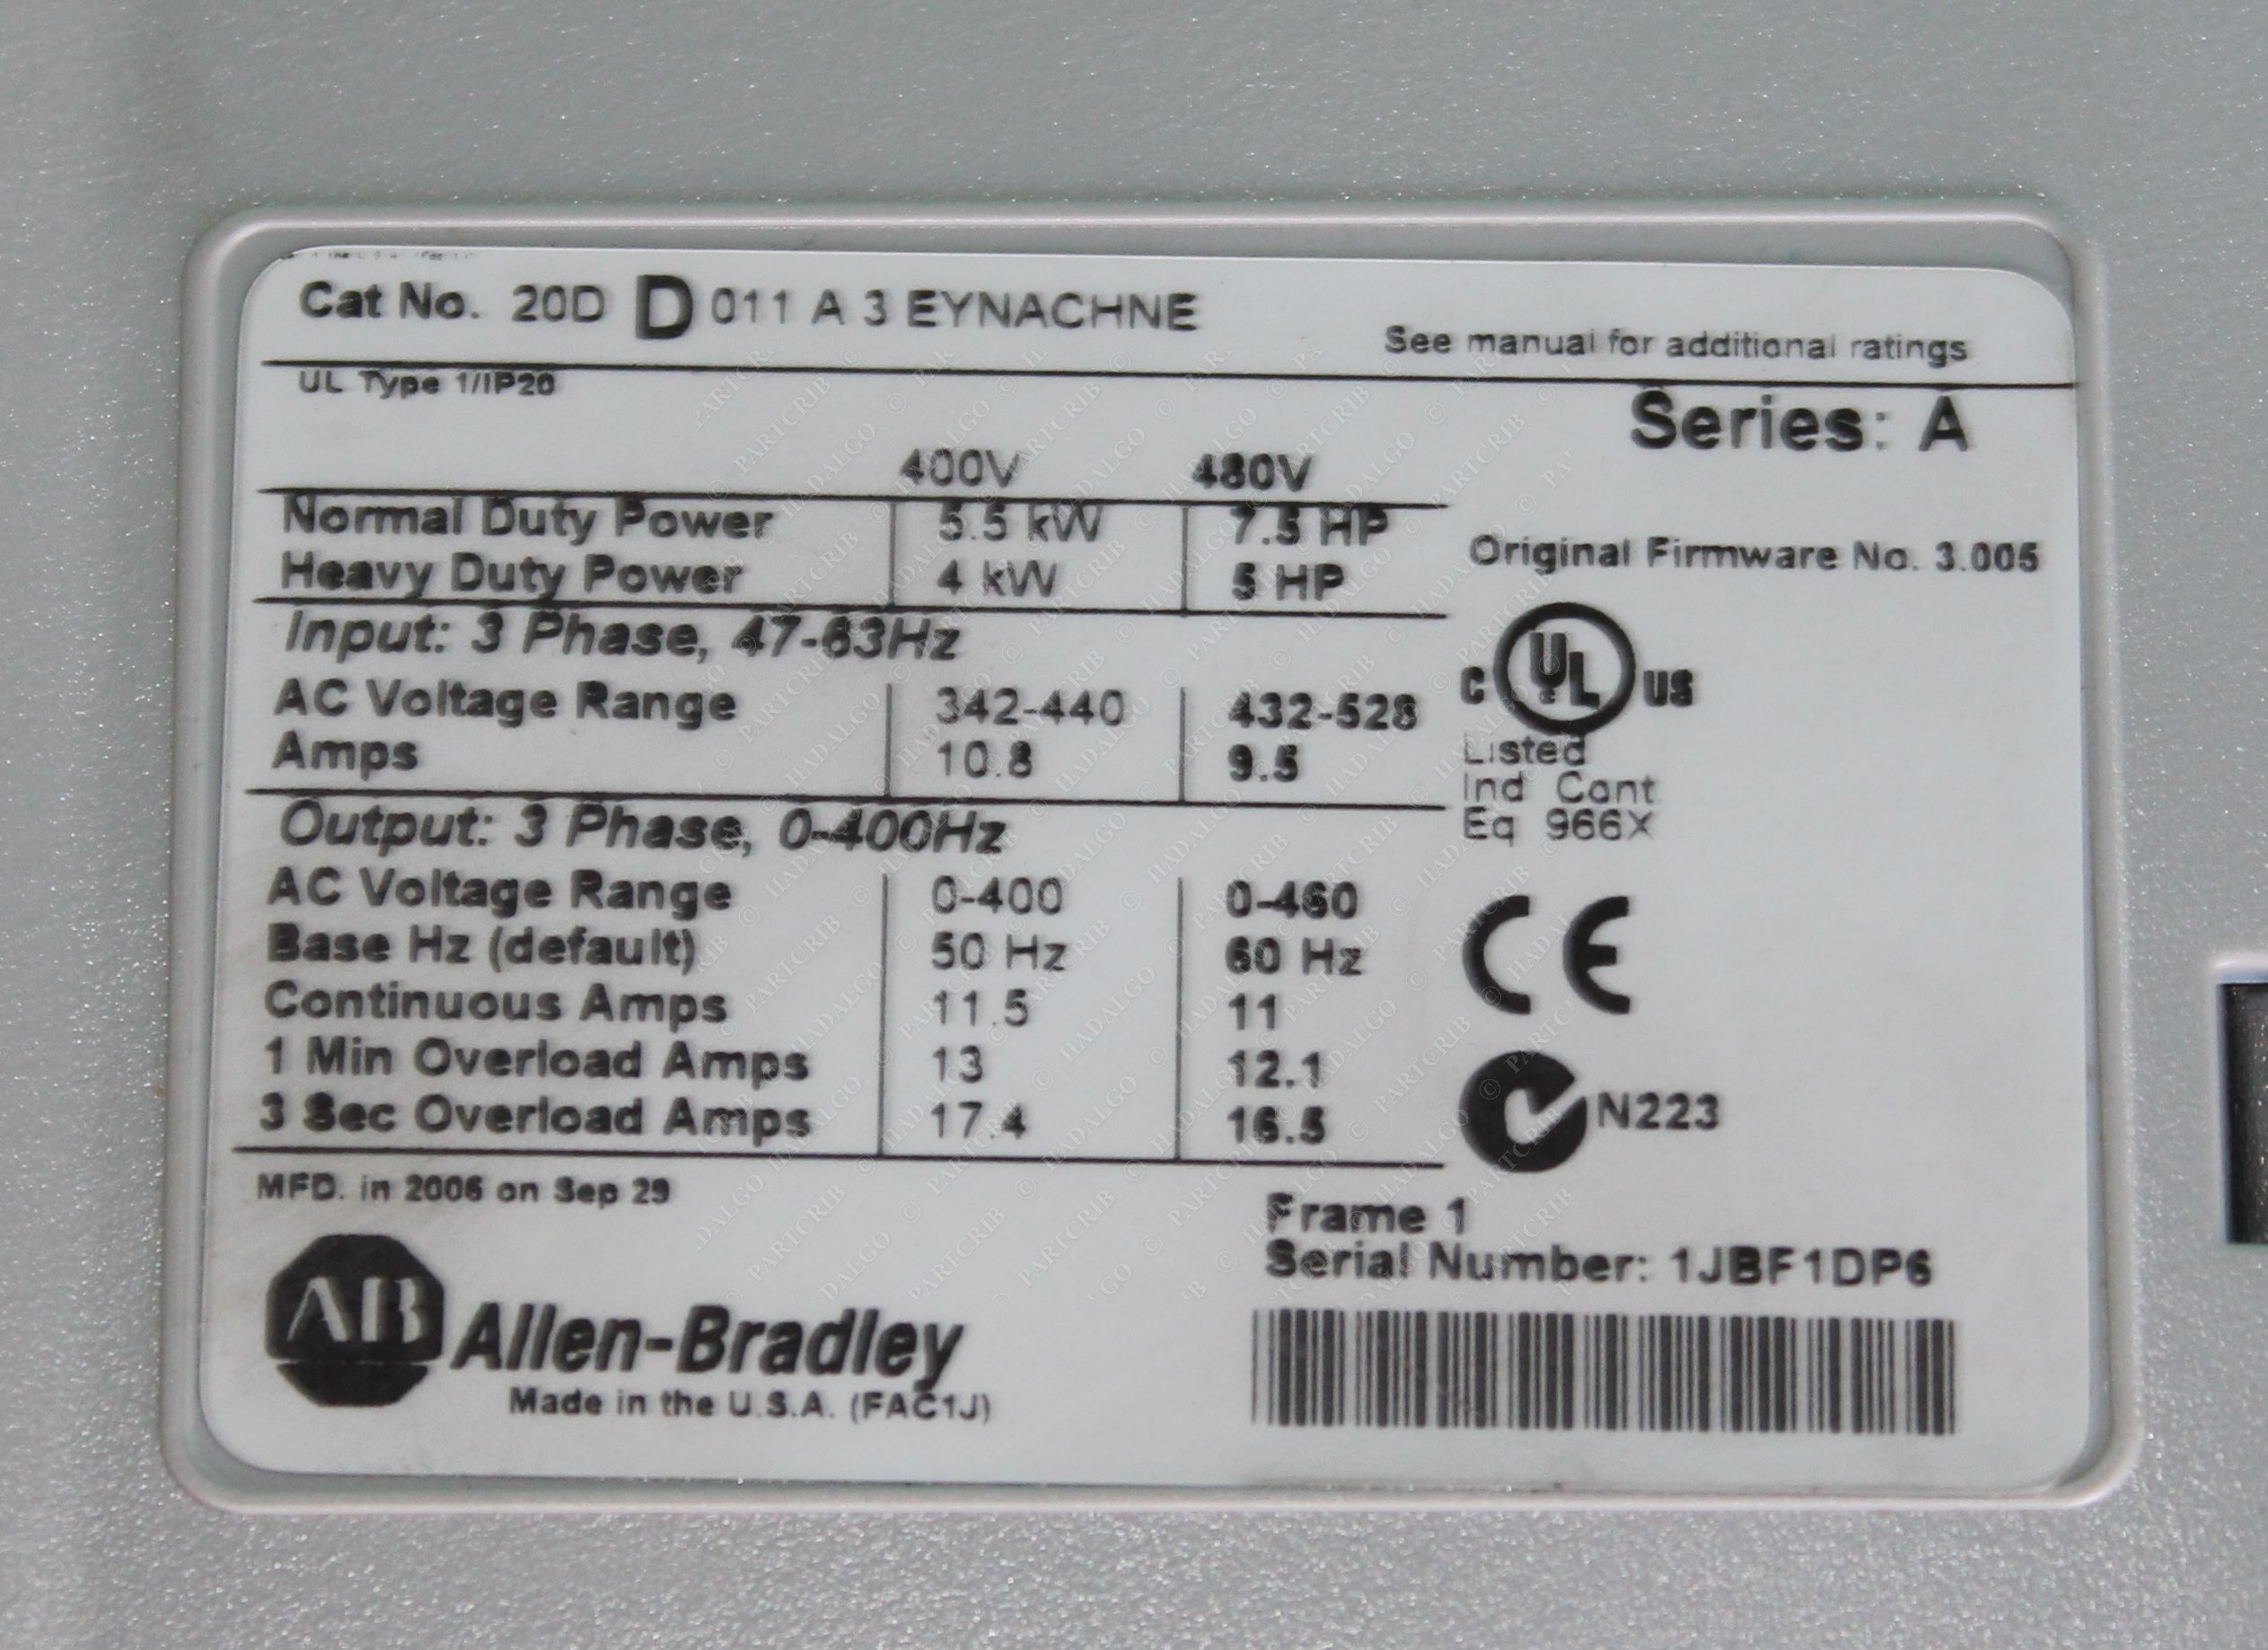 Cat No. 20D D 011 A 3 EYNACHNE
See manual for additional ratings
UL Type 1/IP20
Series: A
400V 480V
Normal Duty Power 5.5 kW 7.5 HP
Heavy Duty Power 4 kW 5 HP
Original Firmware No. 3.005
Input: 3 Phase, 47-63Hz
AC Voltage Range 342-440 432-528
Amps 10.8 9.5
C UL US
Listed
Ind Cont
Eq 966X
Output: 3 Phase, 0-400Hz
AC Voltage Range 0-400 0-460
Base Hz (default) 50 Hz 60 Hz
Continuous Amps 11.5 11
1 Min Overload Amps 13 12.1
3 Sec Overload Amps 17.4 16.5
CE
N223
MFD. in 2006 on Sep 29
Frame 1
Serial Number: 1JBF1DP6
AB Allen-Bradley
Made in the U.S.A. (FAC1J)
© PARTCRIB © HADALGO